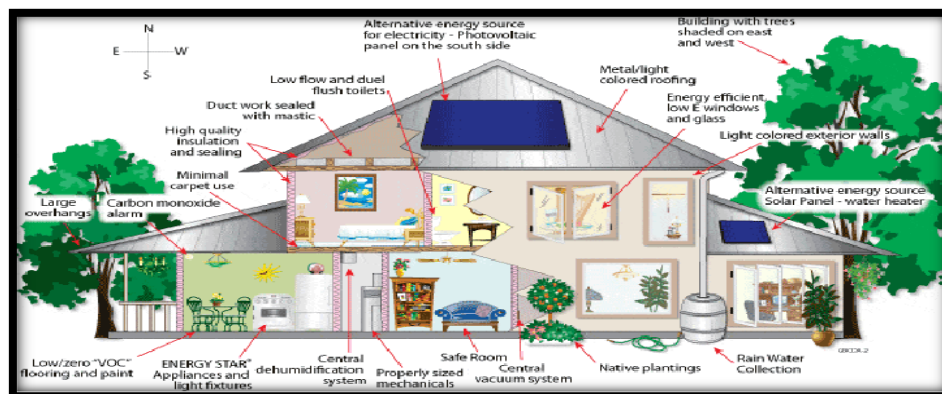 N
E
W
S
Alternative energy source
for electricity - Photovoltaic
panel on the south side
Building with trees
shaded on east
and west
Low flow and duel
flush toilets
Metal/light
colored roofing
Duct work sealed
with mastic
Energy efficient,
low E windows
and glass
High quality
insulation
and sealing
Light colored exterior walls
Minimal
carpet use
Large
overhangs
Carbon monoxide
alarm
Alternative energy source
Solar Panel - water heater
Low/zero "VOC"
flooring and paint
ENERGY STAR®
Appliances and
light fixtures
Central
dehumidification
system
Properly sized
mechanicals
Safe Room
Central
vacuum system
Native plantings
Rain Water
Collection